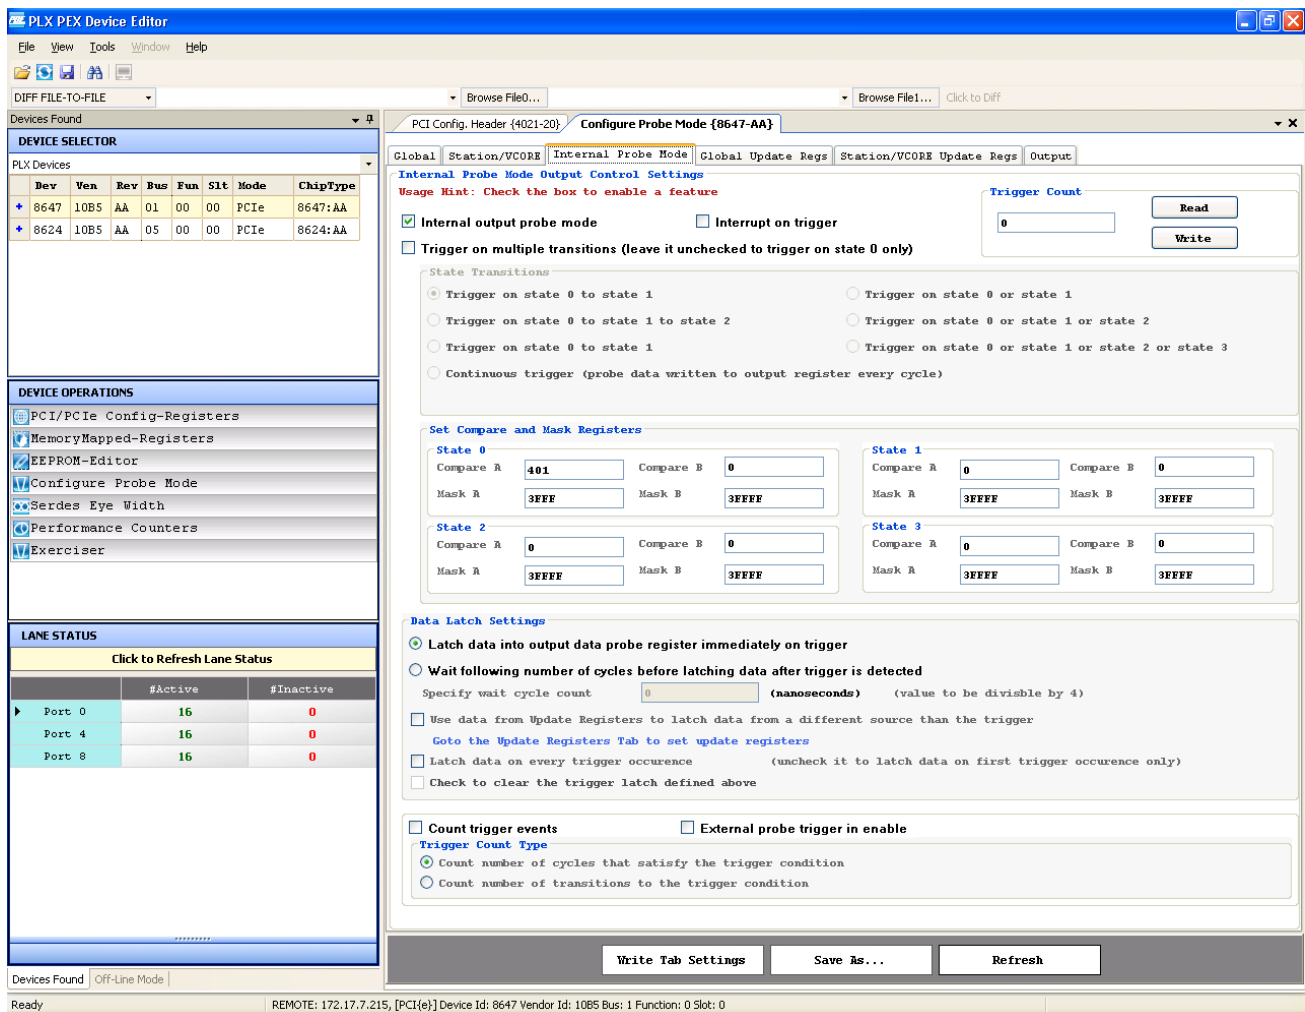 PLX PEX Device Editor
File View Tools Window Help
DIFF FILE-TO-FILE Browse File0... Browse File1... Click to Diff
Devices Found
DEVICE SELECTOR
PLX Devices
Dev Ven Rev Bus Fun Slt Mode ChipType
+ 8647 10B5 AA 01 00 00 PCIe 8647:AA
+ 8624 10B5 AA 05 00 00 PCIe 8624:AA
DEVICE OPERATIONS
PCI/PCIe Config-Registers
MemoryMapped-Registers
EEPROM-Editor
Configure Probe Mode
Serdes Eye Width
Performance Counters
Exerciser
LANE STATUS
Click to Refresh Lane Status
#Active #Inactive
Port 0 16 0
Port 4 16 0
Port 8 16 0
Devices Found Off-Line Mode
PCI Config. Header {4021-20} Configure Probe Mode {8647-AA}
Global Station/VCORE Internal Probe Mode Global Update Regs Station/VCORE Update Regs Output
Internal Probe Mode Output Control Settings
Usage Hint: Check the box to enable a feature
Internal output probe mode Interrupt on trigger
Trigger on multiple transitions (leave it unchecked to trigger on state 0 only)
Trigger Count
0 Read
Write
State Transitions
Trigger on state 0 to state 1 Trigger on state 0 or state 1
Trigger on state 0 to state 1 to state 2 Trigger on state 0 or state 1 or state 2
Trigger on state 0 to state 1 Trigger on state 0 or state 1 or state 2 or state 3
Continuous trigger (probe data written to output register every cycle)
Set Compare and Mask Registers
State 0
Compare A 401 Compare B 0
Mask A 3FFF Mask B 3FFFF
State 1
Compare A 0 Compare B 0
Mask A 3FFFF Mask B 3FFFF
State 2
Compare A 0 Compare B 0
Mask A 3FFFF Mask B 3FFFF
State 3
Compare A 0 Compare B 0
Mask A 3FFFF Mask B 3FFFF
Data Latch Settings
Latch data into output data probe register immediately on trigger
Wait following number of cycles before latching data after trigger is detected
Specify wait cycle count 0 (nanoseconds) (value to be divisble by 4)
Use data from Update Registers to latch data from a different source than the trigger
Goto the Update Registers Tab to set update registers
Latch data on every trigger occurence (uncheck it to latch data on first trigger occurence only)
Check to clear the trigger latch defined above
Count trigger events External probe trigger in enable
Trigger Count Type
Count number of cycles that satisfy the trigger condition
Count number of transitions to the trigger condition
Write Tab Settings Save As... Refresh
Ready REMOTE: 172.17.7.215, [PCI{e}] Device Id: 8647 Vendor Id: 10B5 Bus: 1 Function: 0 Slot: 0